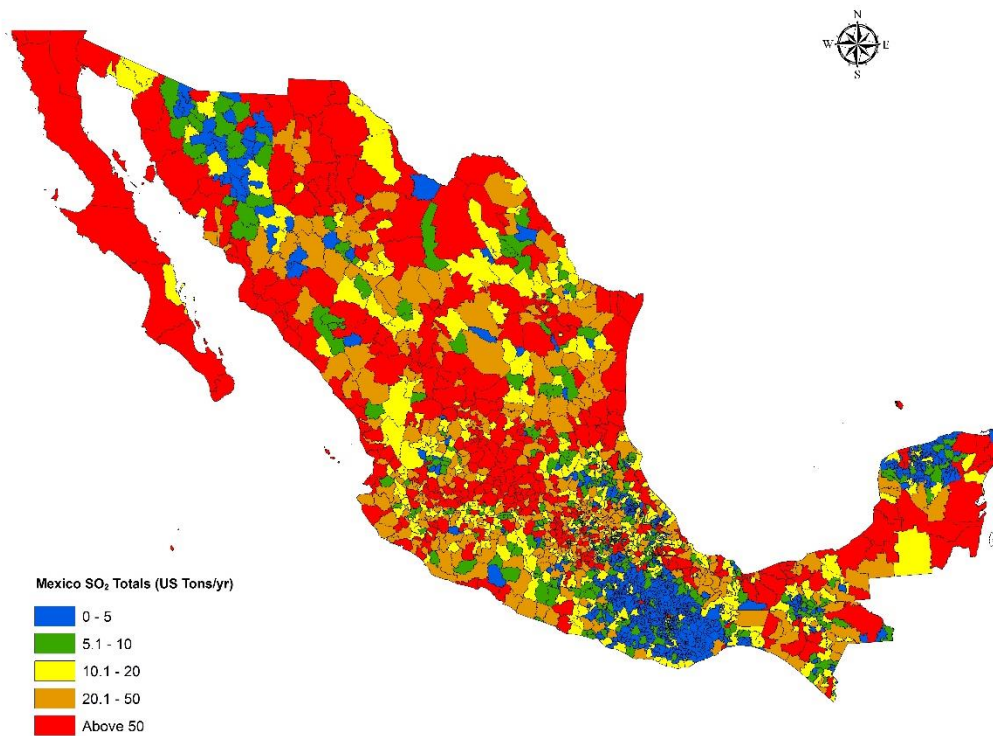 N
W E
S
Mexico SO₂ Totals (US Tons/yr)
0 - 5
5.1 - 10
10.1 - 20
20.1 - 50
Above 50